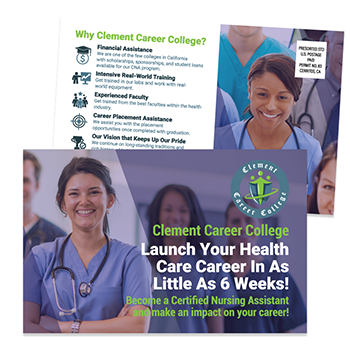 Why Clement Career College?
Financial Assistance
We are one of the few colleges in California
with scholarships, sponsorships, and student loans
available for our CNA program.
Intensive Real-World Training
Get trained in our labs and work with real-
world equipment.
Experienced Faculty
Get trained from the best faculties within the health
industry.
Career Placement Assistance
We assist you with the placement
opportunities once completed with graduation.
Our Vision that Keeps Up Our Pride
We continue on long-standing traditions and
PRESORTED STD
U.S. POSTAGE
PAID
PERMIT NO.
CERRITOS, CA
Clement
Career College
Clement Career College
Launch Your Health
Care Career In As
Little As 6 Weeks!
Become a Certified Nursing Assistant
and make an impact on your career!